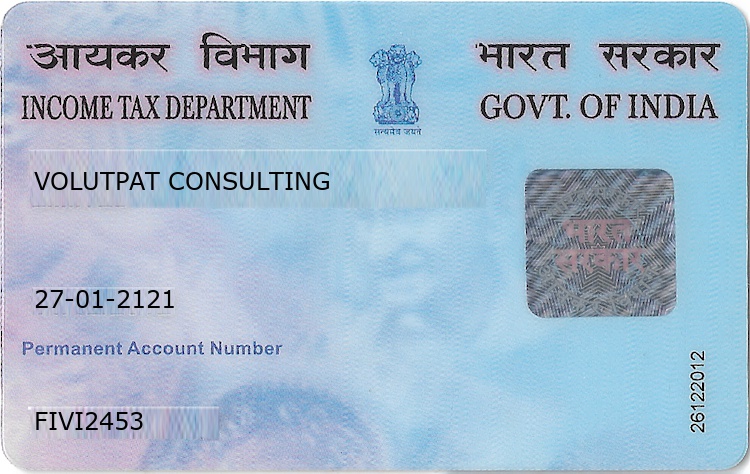 आयकर विभाग
भारत सरकार
INCOME TAX DEPARTMENT
GOVT. OF INDIA
सत्यमेव जयते
VOLUTPAT CONSULTING
भारत
सरकार
27-01-2121
Permanent Account Number
FIVI2453
26122012